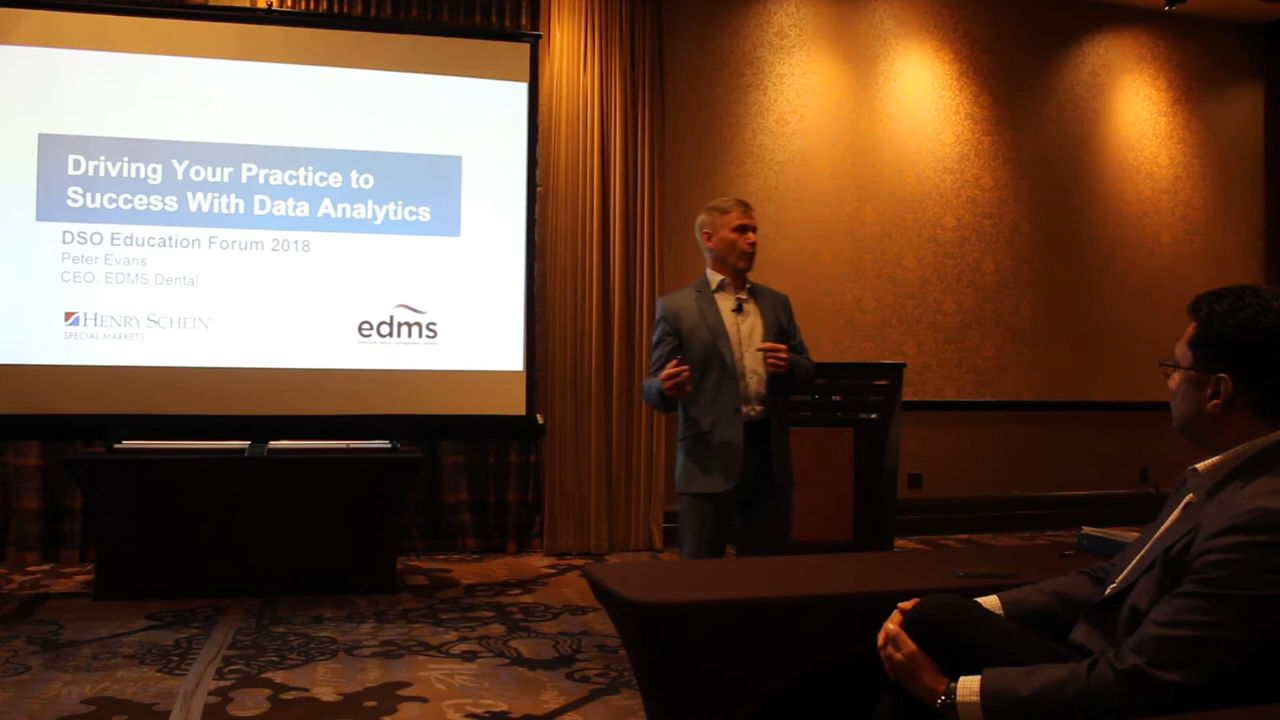 Driving Your Practice to
Success With Data Analytics
DSO Education Forum 2018
Peter Evans
CEO, EDMS Dental
HENRY SCHEIN®
SPECIAL MARKETS
edms